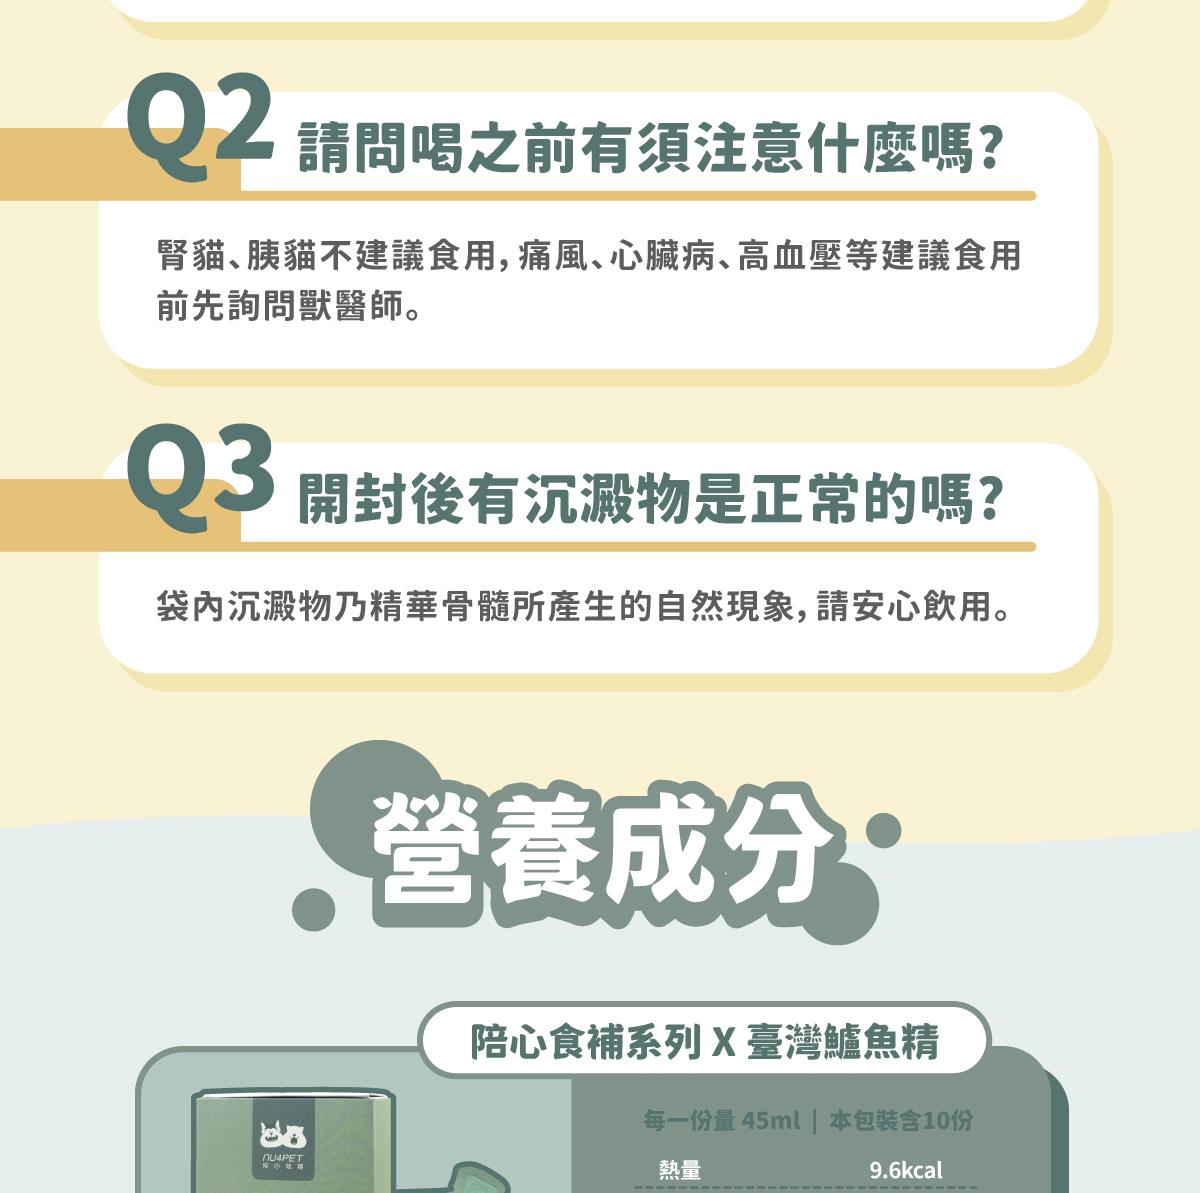 Q2 請問喝之前有須注意什麼嗎?
腎貓、胰貓不建議食用,痛風、心臟病、高血壓等建議食用
前先詢問獸醫師。
Q3 開封後有沉澱物是正常的嗎?
袋內沉澱物乃精華骨髓所產生的自然現象,請安心飲用。
營養成分
陪心食補系列 X 臺灣鱸魚精
每一份量 45ml | 本包裝含10份
熱量 9.6kcal
NU4PET
陪心寵糧